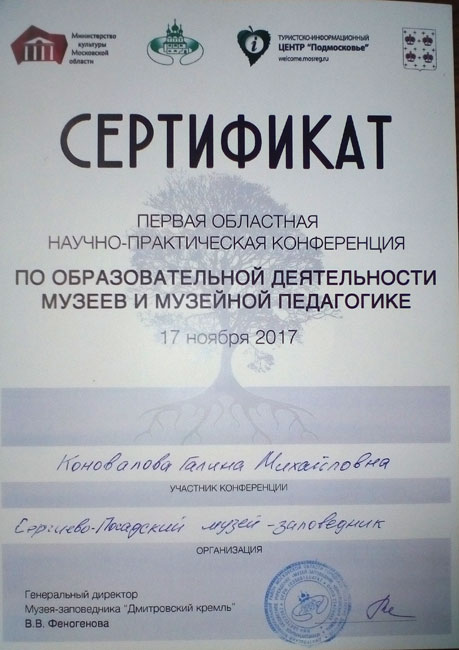 Министерство
культуры
Московской
области
ТУРИСТСКО-ИНФОРМАЦИОННЫЙ
ЦЕНТР "Подмосковье"
welcome.mosreg.ru
СЕРТИФИКАТ
ПЕРВАЯ ОБЛАСТНАЯ
НАУЧНО-ПРАКТИЧЕСКАЯ КОНФЕРЕНЦИЯ
ПО ОБРАЗОВАТЕЛЬНОЙ ДЕЯТЕЛЬНОСТИ
МУЗЕЕВ И МУЗЕЙНОЙ ПЕДАГОГИКЕ
17 ноября 2017
Коновалова Галина Михайловна
УЧАСТНИК КОНФЕРЕНЦИИ
Сергиево-Посадский музей-заповедник
ОРГАНИЗАЦИЯ
Генеральный директор
Музея-заповедника "Дмитровский кремль"
В.В. Феногенова